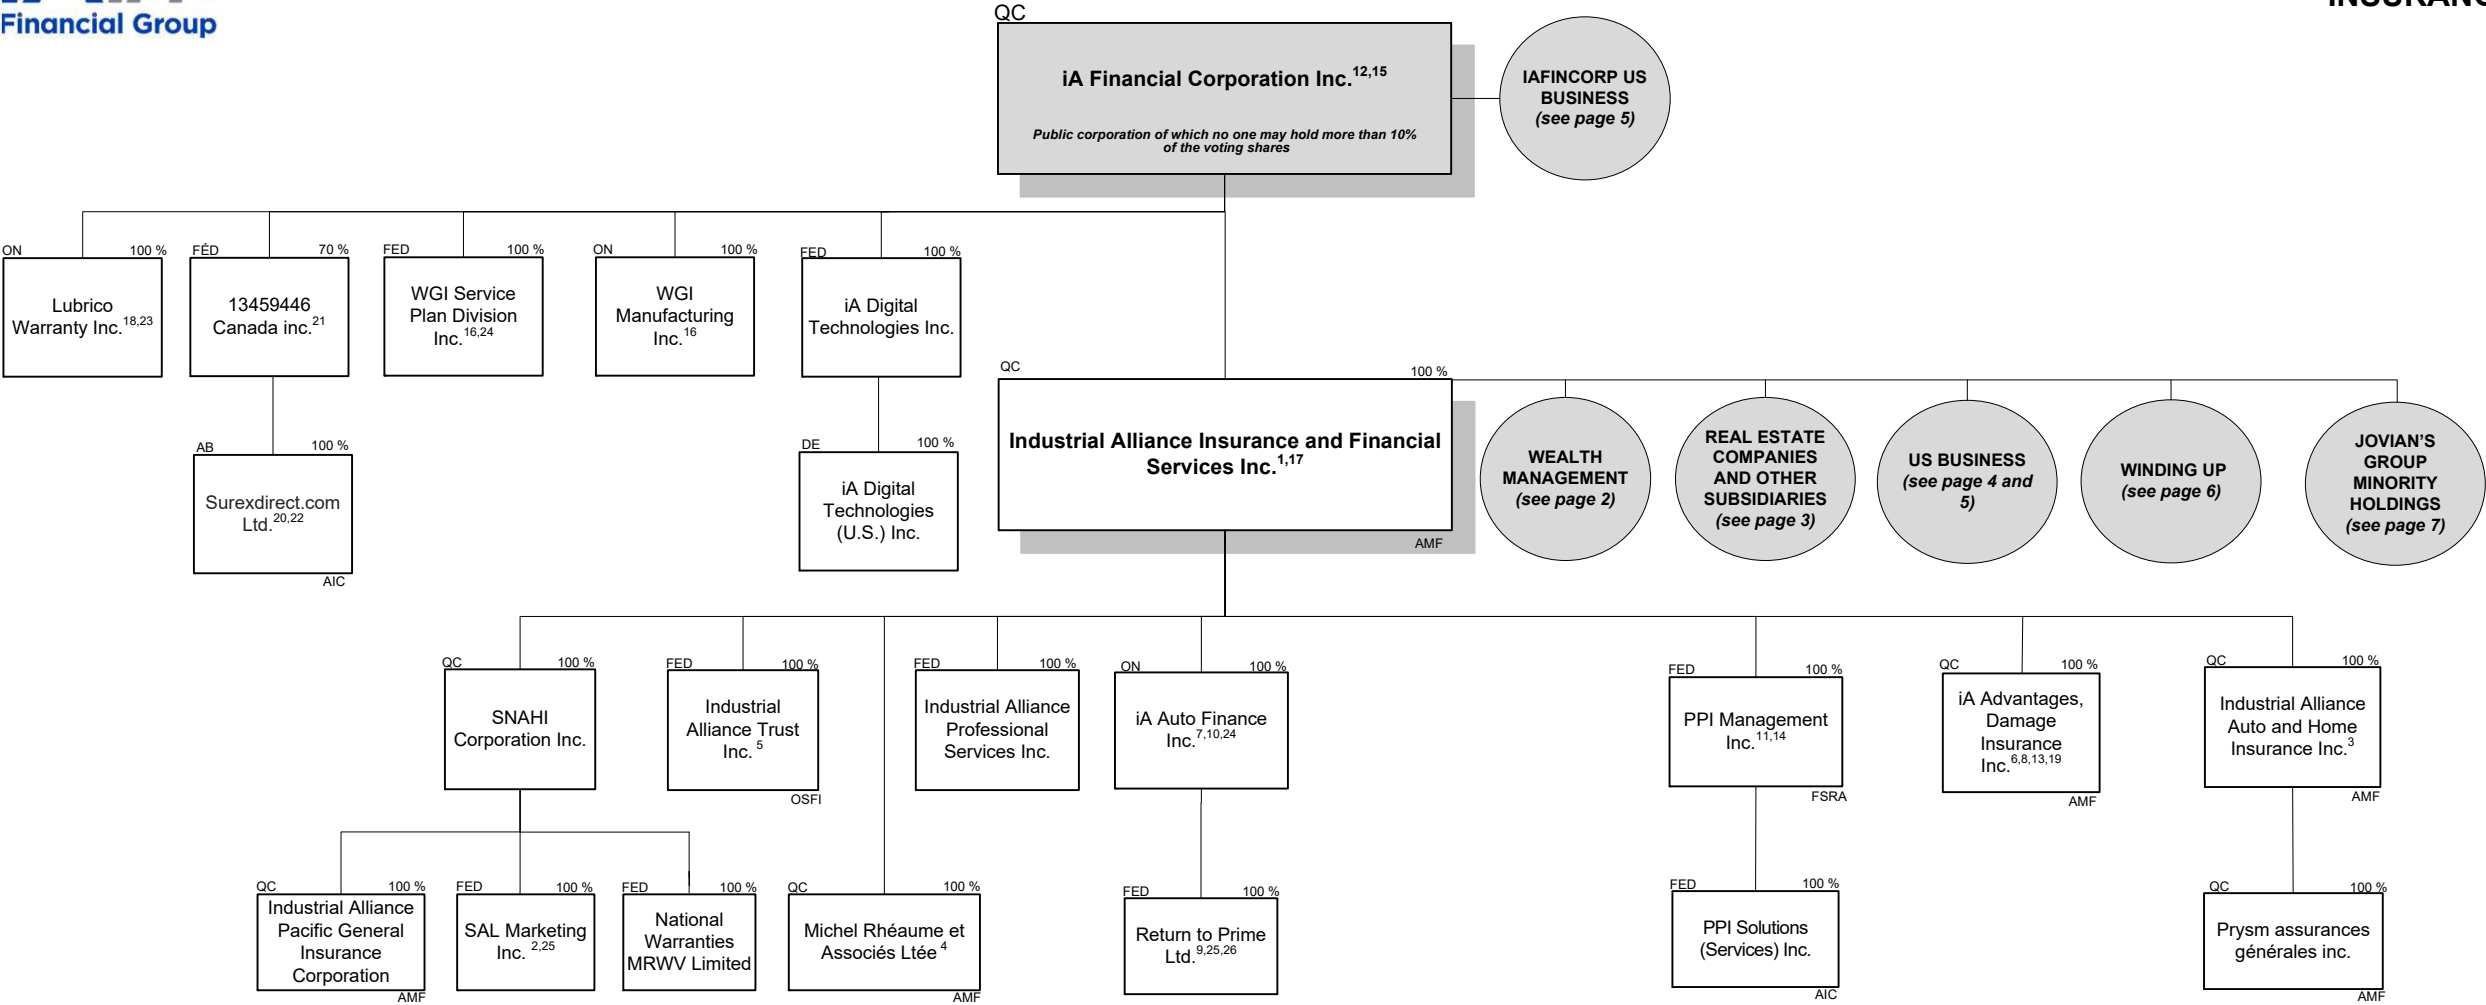 Financial Group
QC
iA Financial Corporation Inc.12,15
Public corporation of which no one may hold more than 10%
of the voting shares
IAFINCORP US
BUSINESS
(see page 5)
ON 100 %
Lubrico
Warranty Inc.18,23
FÉD 70 %
13459446
Canada inc.21
FED 100 %
WGI Service
Plan Division
Inc.16,24
ON 100 %
WGI
Manufacturing
Inc.16
FED 100 %
iA Digital
Technologies Inc.
AB 100 %
Surexdirect.com
Ltd.20,22
AIC
DE 100 %
iA Digital
Technologies
(U.S.) Inc.
QC 100 %
Industrial Alliance Insurance and Financial
Services Inc.1,17
AMF
WEALTH
MANAGEMENT
(see page 2)
REAL ESTATE
COMPANIES
AND OTHER
SUBSIDIARIES
(see page 3)
US BUSINESS
(see page 4 and
5)
WINDING UP
(see page 6)
JOVIAN'S
GROUP
MINORITY
HOLDINGS
(see page 7)
QC 100 %
SNAHI
Corporation Inc.
FED 100 %
Industrial
Alliance Trust
Inc. 5
OSFI
FED 100 %
Industrial Alliance
Professional
Services Inc.
ON 100 %
iA Auto Finance
Inc.7,10,24
FED 100 %
PPI Management
Inc.11,14
FSRA
QC 100 %
iA Advantages,
Damage
Insurance
Inc.6,8,13,19
AMF
QC 100 %
Industrial Alliance
Auto and Home
Insurance Inc.3
AMF
QC 100 %
Industrial Alliance
Pacific General
Insurance
Corporation
AMF
FED 100 %
SAL Marketing
Inc. 2,25
FED 100 %
National
Warranties
MRWV Limited
QC 100 %
Michel Rhéaume et
Associés Ltée 4
AMF
FED 100 %
Return to Prime
Ltd.9,25,26
FED 100 %
PPI Solutions
(Services) Inc.
AIC
QC 100 %
Prysm assurances
générales inc.
AMF